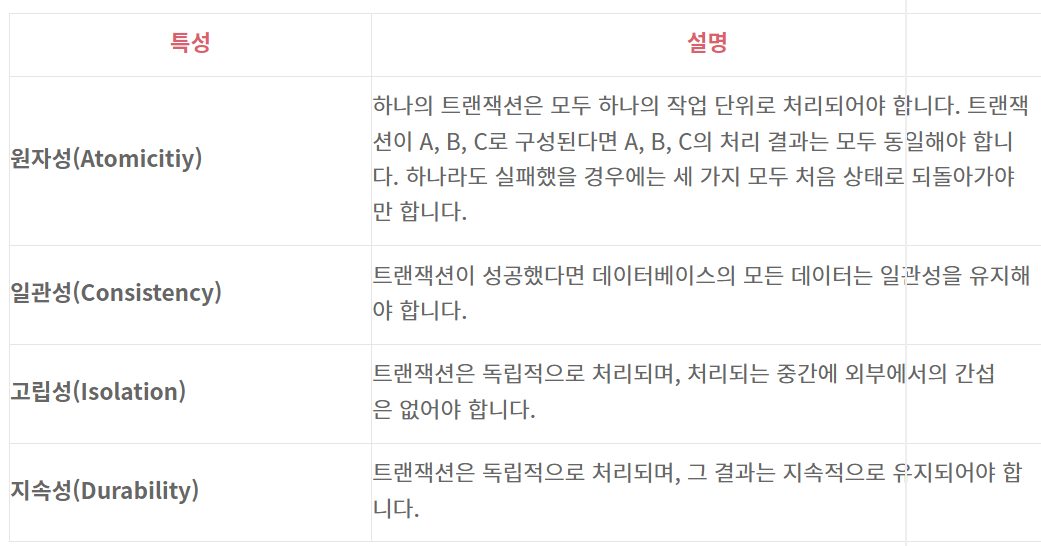 특성
설명
원자성(Atomicitiy)
하나의 트랜잭션은 모두 하나의 작업 단위로 처리되어야 합니다. 트랜잭
션이 A, B, C로 구성된다면 A, B, C의 처리 결과는 모두 동일해야 합니
다. 하나라도 실패했을 경우에는 세 가지 모두 처음 상태로 되돌아가야
만 합니다.
일관성(Consistency)
트랜잭션이 성공했다면 데이터베이스의 모든 데이터는 일관성을 유지해
야 합니다.
고립성(Isolation)
트랜잭션은 독립적으로 처리되며, 처리되는 중간에 외부에서의 간섭
은 없어야 합니다.
지속성(Durability)
트랜잭션은 독립적으로 처리되며, 그 결과는 지속적으로 유지되어야 합
니다.